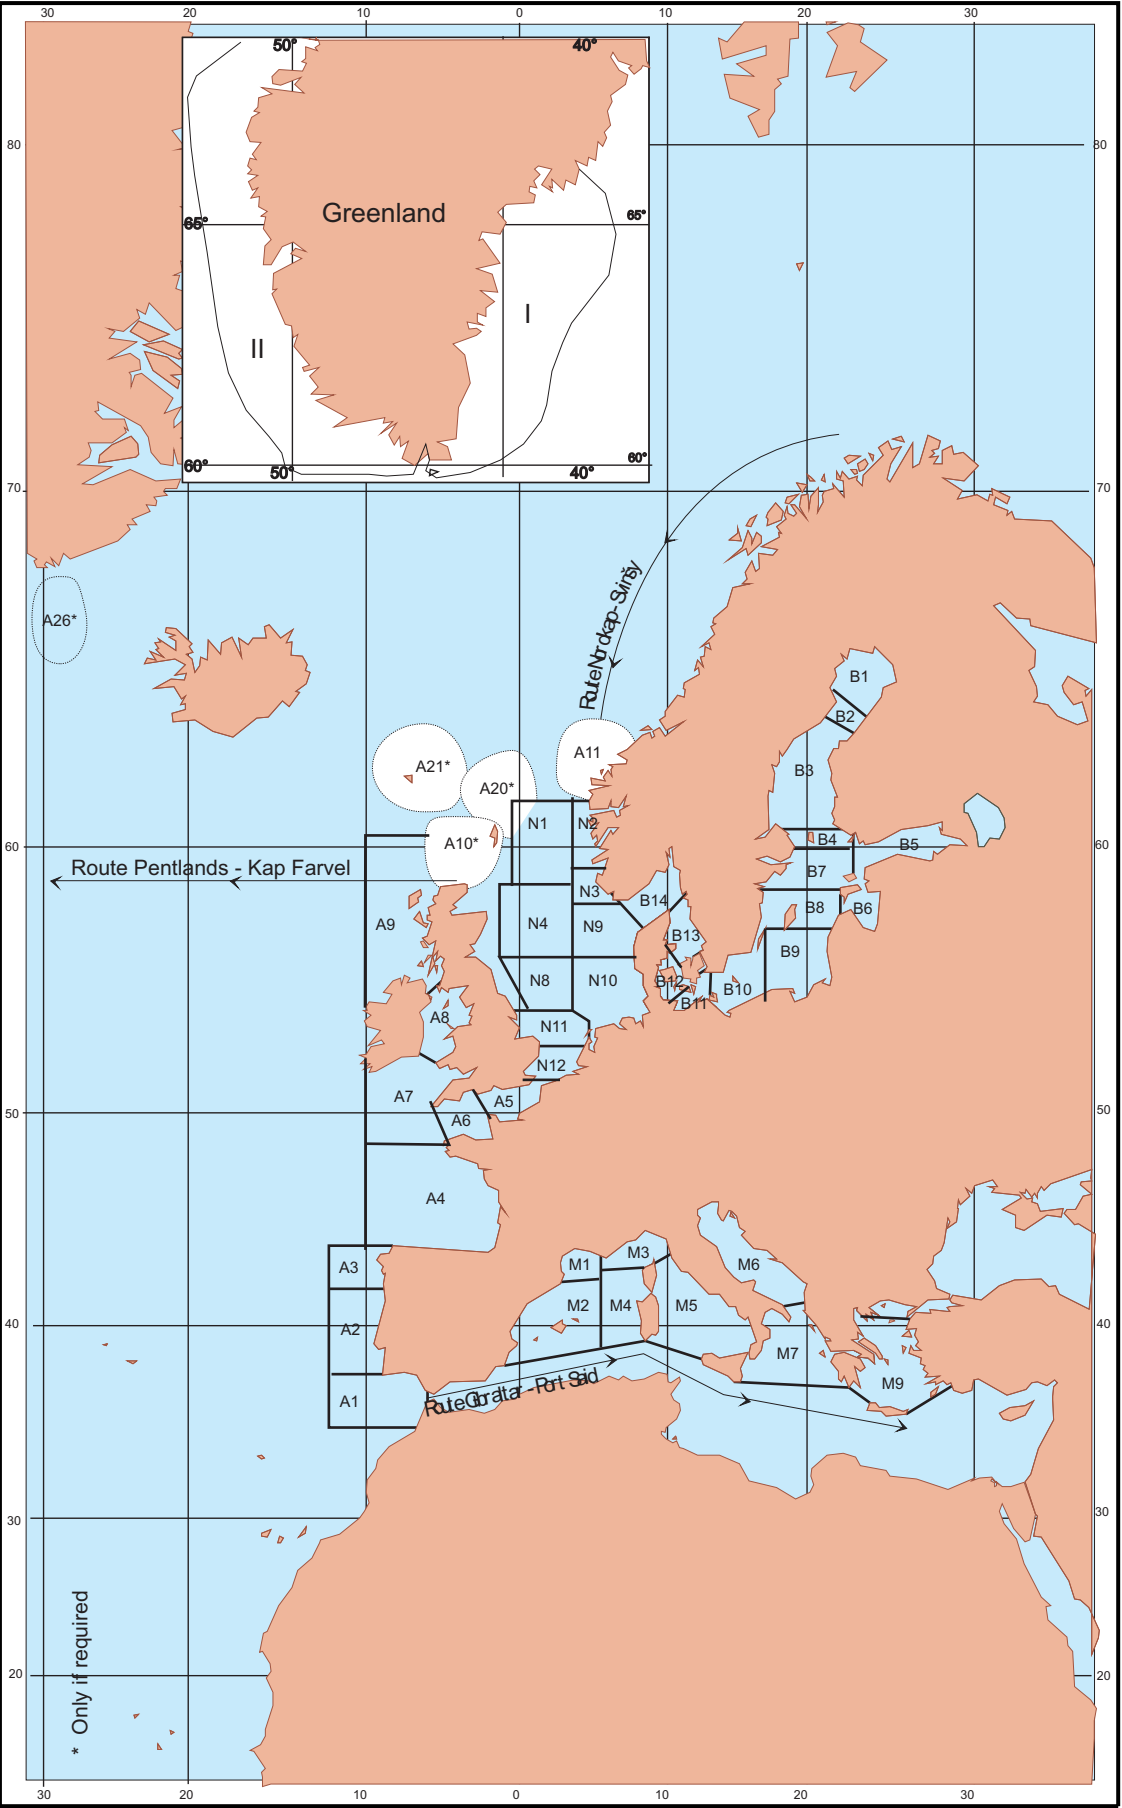 30 20 10 0 10 20 30
50° 40°
80 80
Greenland
65° 65°
I
II
60° 50° 40° 60°
70 70
A26*
B1
B2
A11
A21* B3
A20*
N1 N2
B4
A10* B5
60 60
Route Pentlands - Kap Farvel B7
N3
B14 B8 B6
A9 N4 N9
B13
B9
N8 N10 B12
B10
B11
A8
N11
N12
A7 A5
A6
50 50
A4
M3
A3 M1 M6
M2 M4 M5
A2
40 40
M7
M9
A1
Route Gibraltar - Port Said
30 30
* Only if required
20 20
30 20 10 0 10 20 30